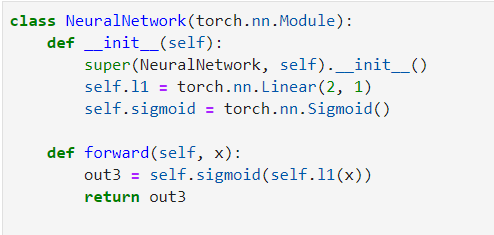 class NeuralNetwork(torch.nn.Module):
    def __init__(self):
        super(NeuralNetwork, self).__init__()
        self.l1 = torch.nn.Linear(2, 1)
        self.sigmoid = torch.nn.Sigmoid()

    def forward(self, x):
        out3 = self.sigmoid(self.l1(x))
        return out3